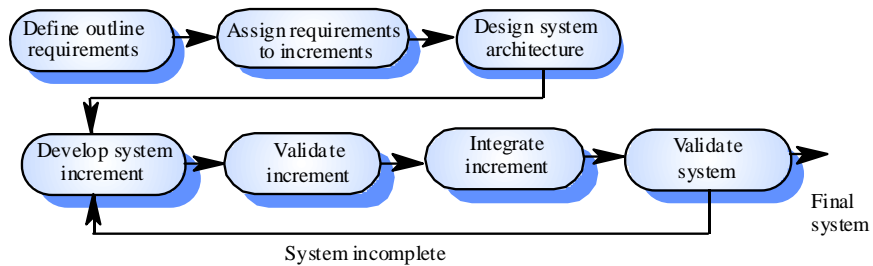 Define outline
requirements
Assign requirements
to increments
Design system
architecture
Develop system
increment
Validate
increment
Integrate
increment
Validate
system
Final
system
System incomplete